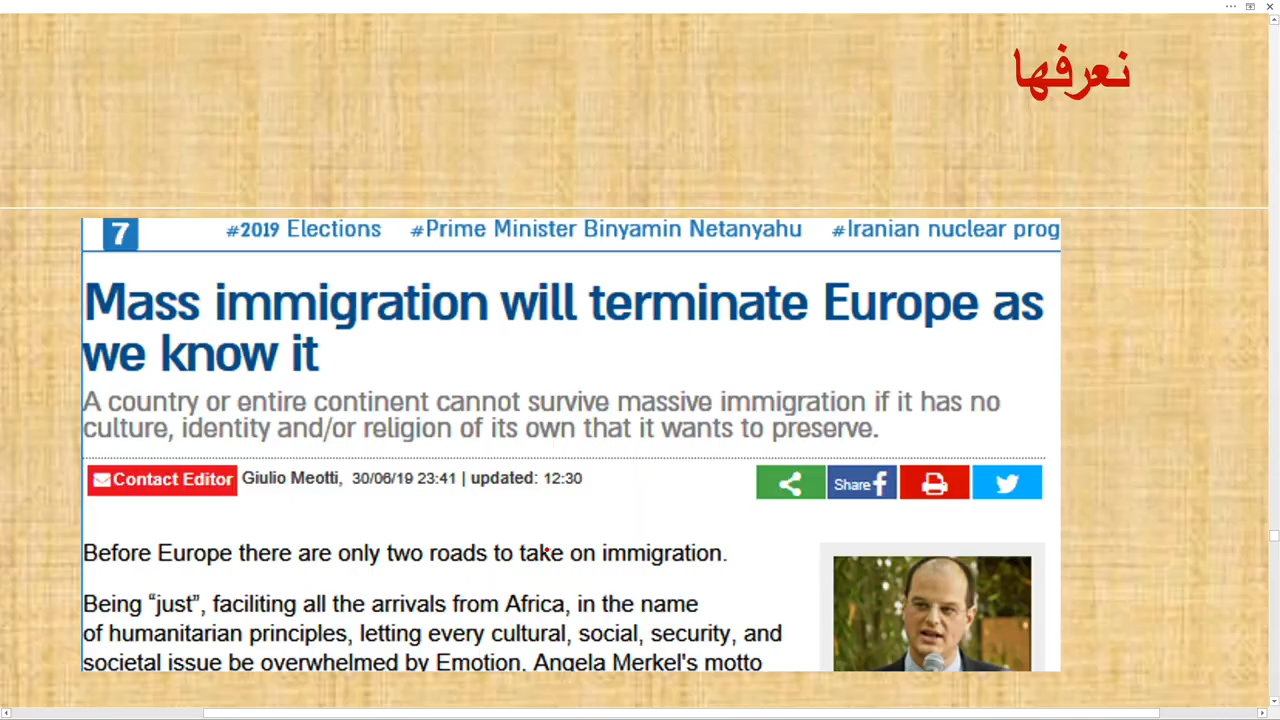 نعرفها
7 #2019 Elections #Prime Minister Binyamin Netanyahu #Iranian nuclear prog
Mass immigration will terminate Europe as
we know it
A country or entire continent cannot survive massive immigration if it has no
culture, identity and/or religion of its own that it wants to preserve.
Contact Editor Giulio Meotti, 30/06/19 23:41 | updated: 12:30
Share
Before Europe there are only two roads to take on immigration.
Being “just”, faciliting all the arrivals from Africa, in the name
of humanitarian principles, letting every cultural, social, security, and
societal issue be overwhelmed by Emotion. Angela Merkel's motto